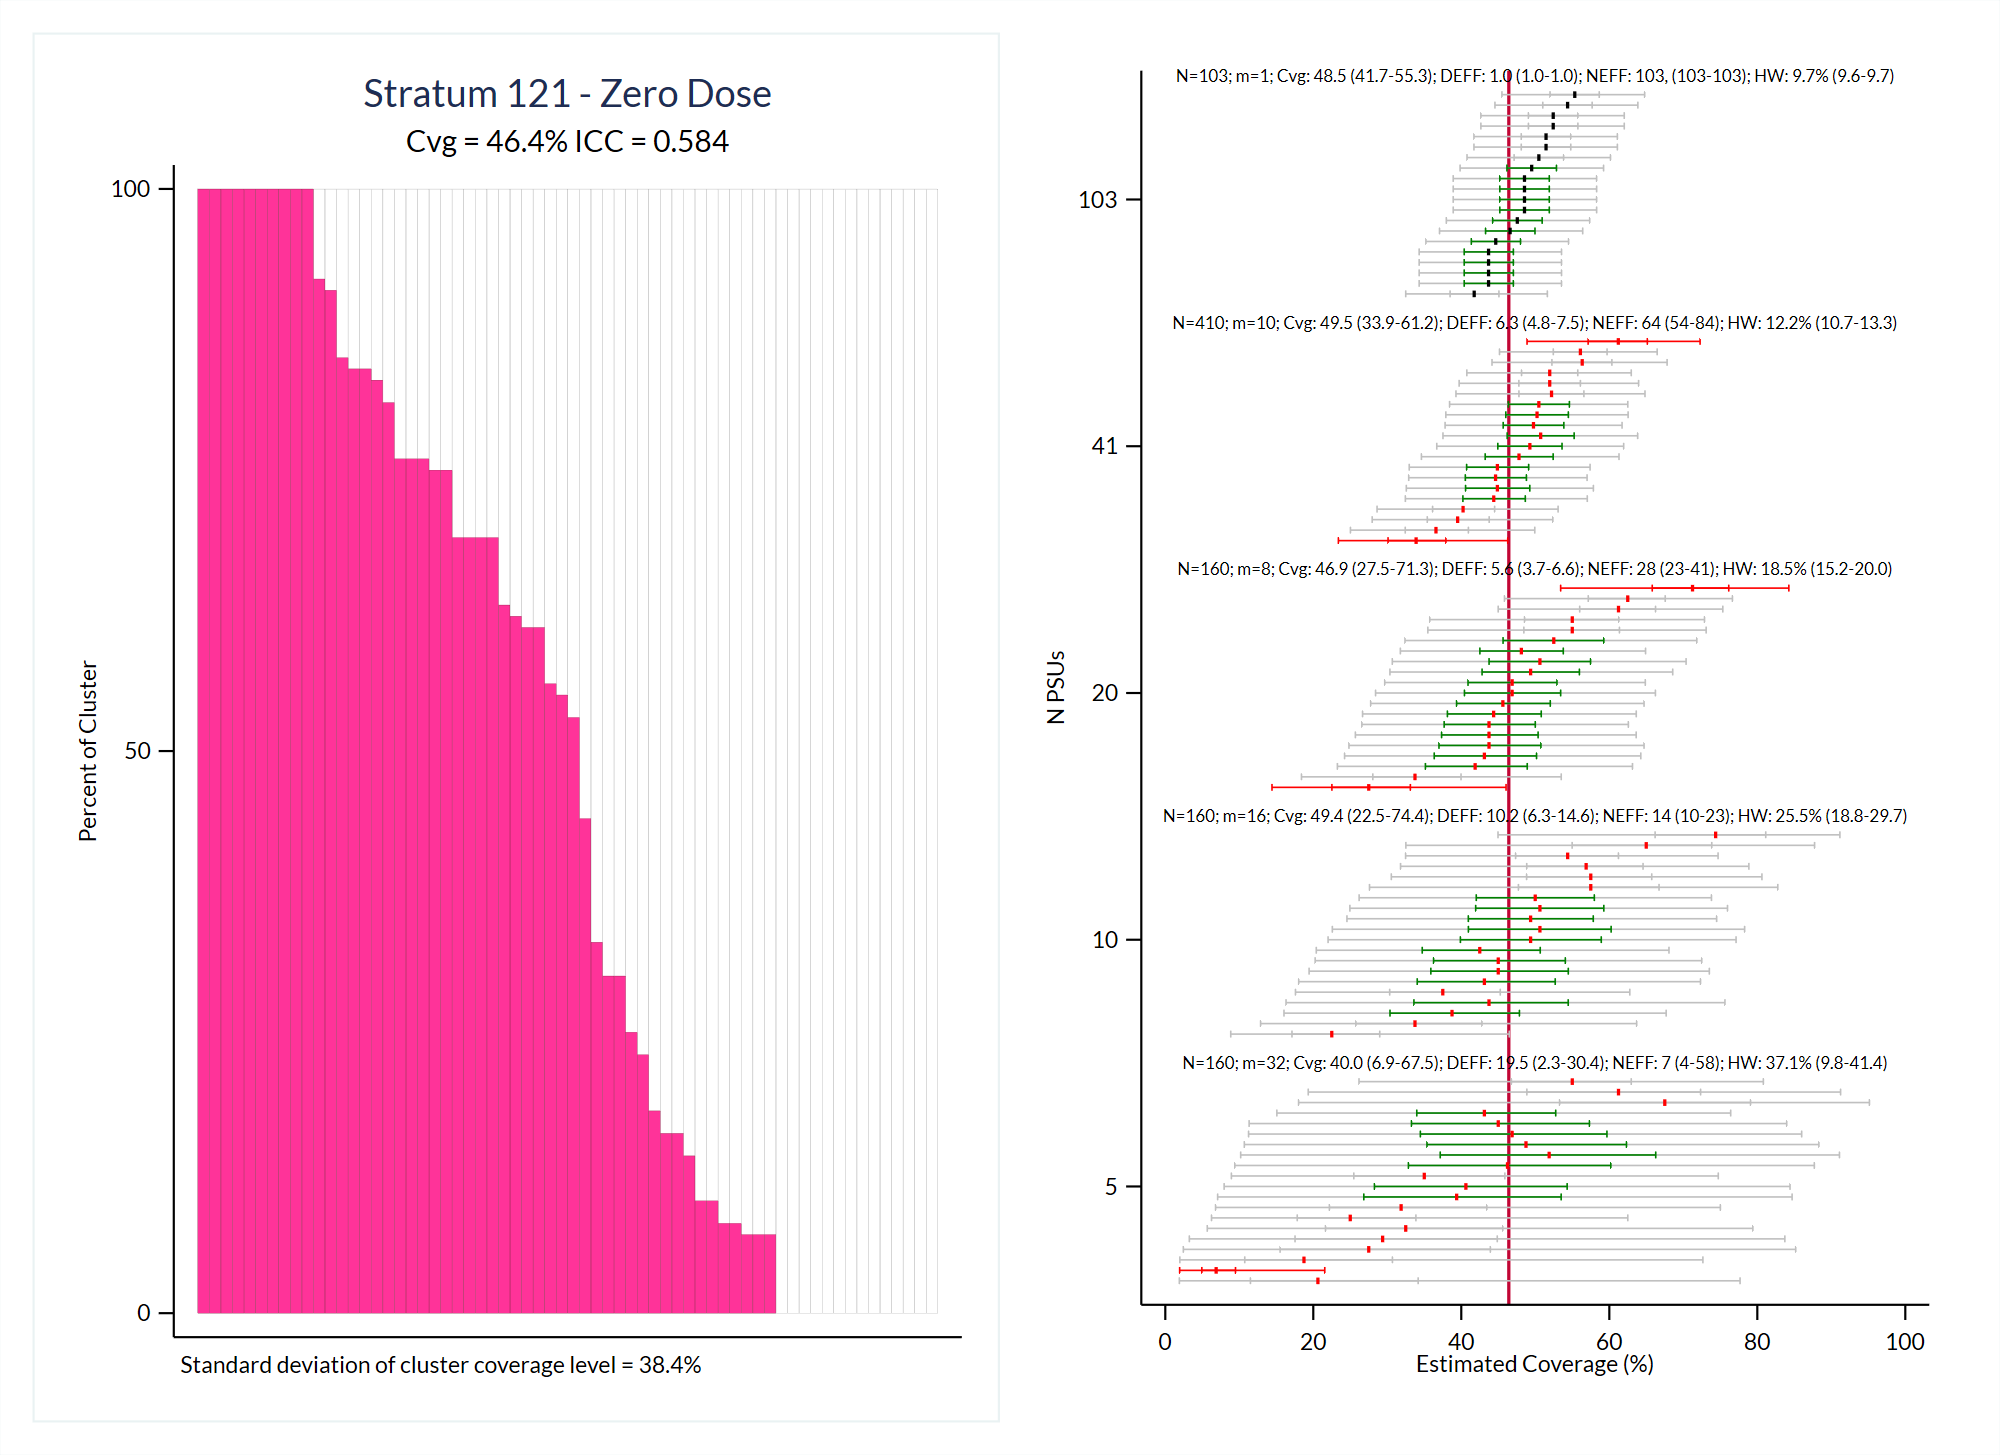 Stratum 121 - Zero Dose
Cvg = 46.4% ICC = 0.584
100
50
0
Percent of Cluster
Standard deviation of cluster coverage level = 38.4%
N=103; m=1; Cvg: 48.5 (41.7-55.3); DEFF: 1.0 (1.0-1.0); NEFF: 103, (103-103); HW: 9.7% (9.6-9.7)
103
N=410; m=10; Cvg: 49.5 (33.9-61.2); DEFF: 6.3 (4.8-7.5); NEFF: 64 (54-84); HW: 12.2% (10.7-13.3)
41
N=160; m=8; Cvg: 46.9 (27.5-71.3); DEFF: 5.6 (3.7-6.6); NEFF: 28 (23-41); HW: 18.5% (15.2-20.0)
20
N PSUs
N=160; m=16; Cvg: 49.4 (22.5-74.4); DEFF: 10.2 (6.3-14.6); NEFF: 14 (10-23); HW: 25.5% (18.8-29.7)
10
N=160; m=32; Cvg: 40.0 (6.9-67.5); DEFF: 19.5 (2.3-30.4); NEFF: 7 (4-58); HW: 37.1% (9.8-41.4)
5
0 20 40 60 80 100
Estimated Coverage (%)